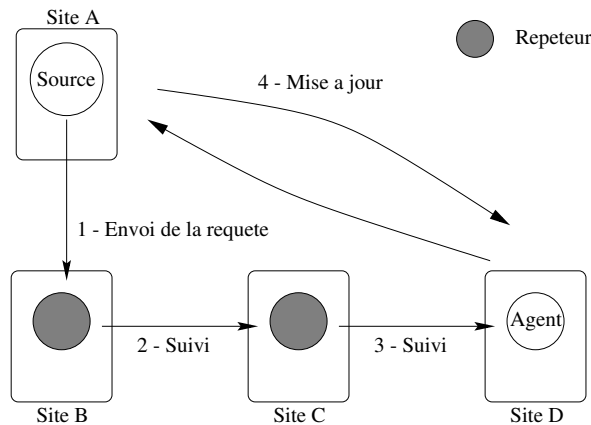 Site A
Source
Repeteur
4 - Mise a jour
1 - Envoi de la requete
2 - Suivi
3 - Suivi
Agent
Site B
Site C
Site D